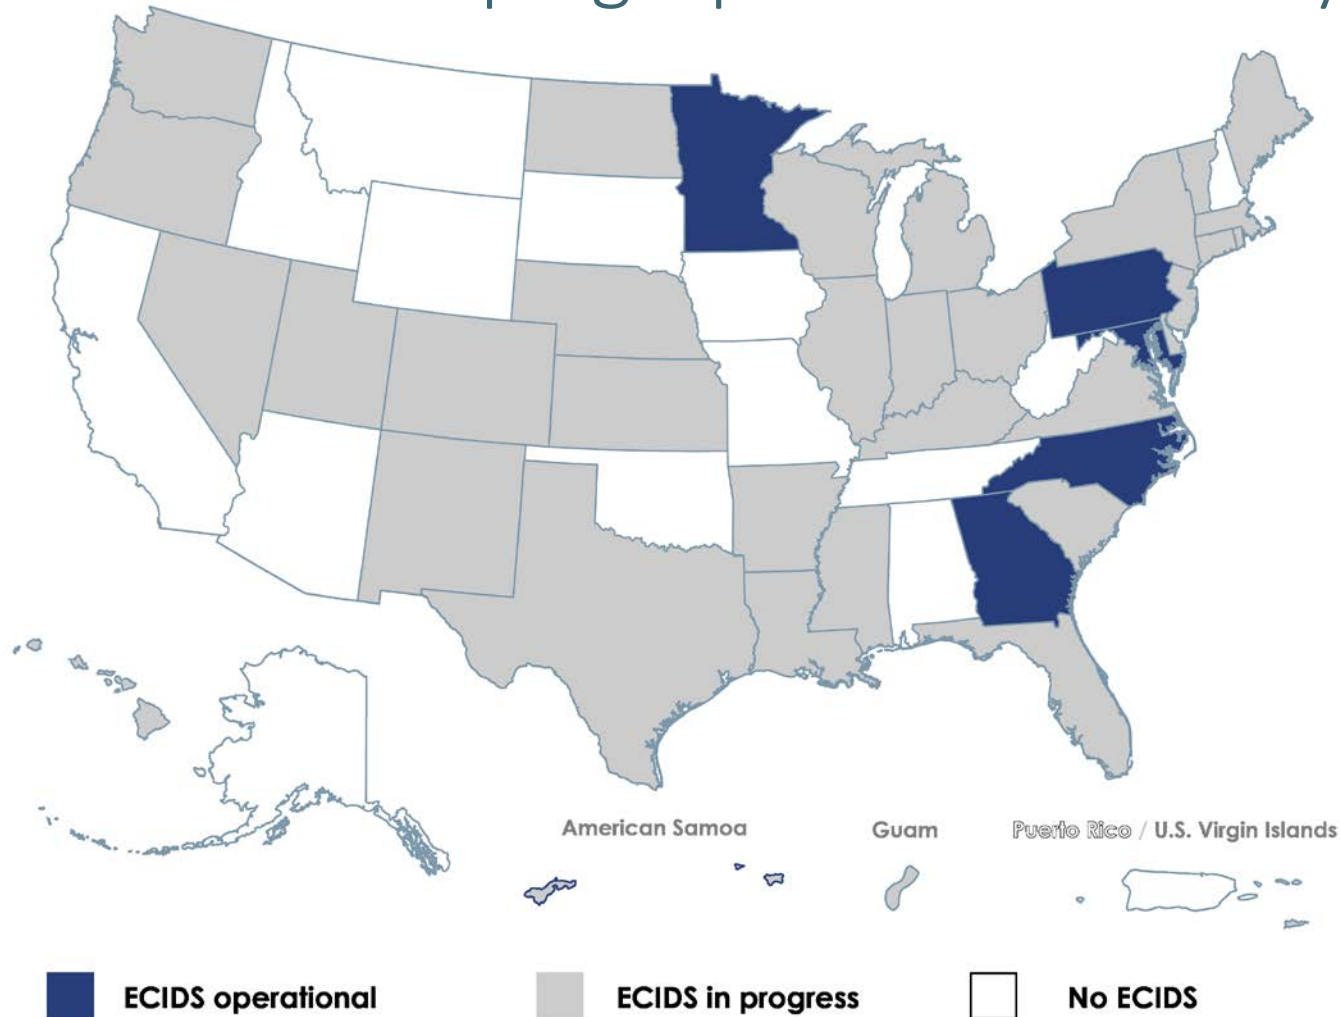 American Samoa
Guam
Puerto Rico / U.S. Virgin Islands
ECIDS operational
ECIDS in progress
No ECIDS